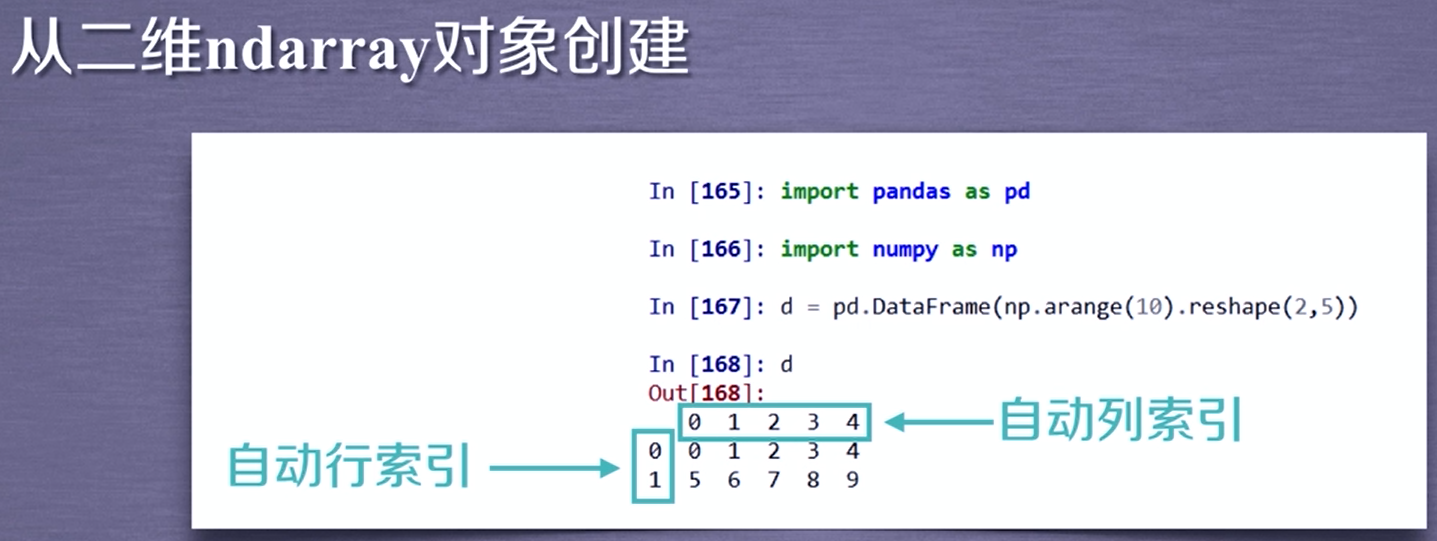 从二维ndarray对象创建
In [165]: import pandas as pd
In [166]: import numpy as np
In [167]: d = pd.DataFrame(np.arange(10).reshape(2,5))
In [168]: d
Out[168]:
0 1 2 3 4
自动列索引
0 0 1 2 3 4
自动行索引
1 5 6 7 8 9